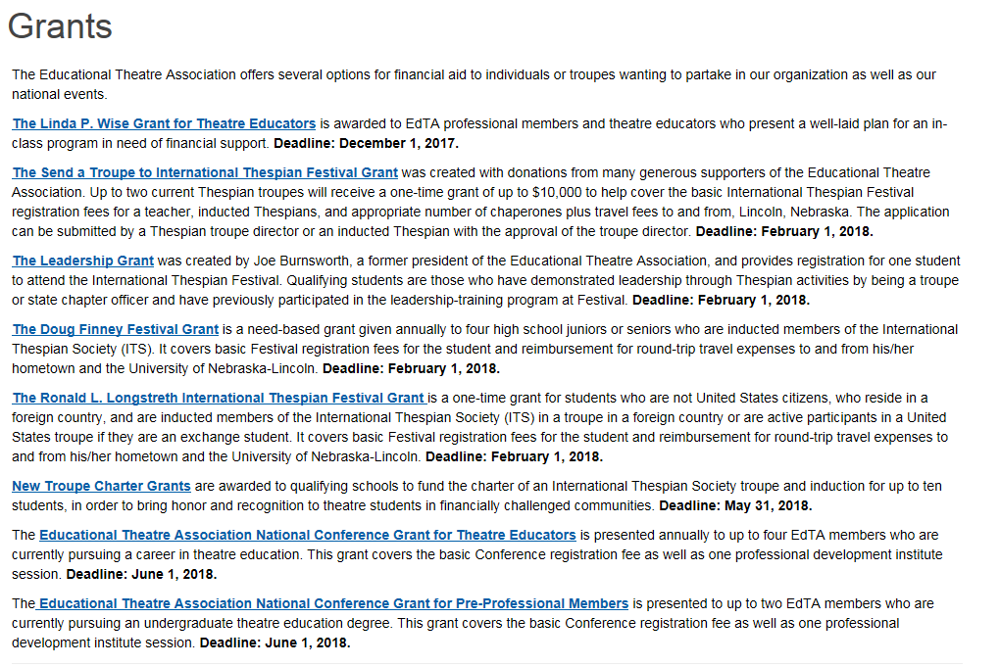 Grants
The Educational Theatre Association offers several options for financial aid to individuals or troupes wanting to partake in our organization as well as our
national events.
The Linda P. Wise Grant for Theatre Educators is awarded to EdTA professional members and theatre educators who present a well-laid plan for an in-
class program in need of financial support. Deadline: December 1, 2017.
The Send a Troupe to International Thespian Festival Grant was created with donations from many generous supporters of the Educational Theatre
Association. Up to two current Thespian troupes will receive a one-time grant of up to $10,000 to help cover the basic International Thespian Festival
registration fees for a teacher, inducted Thespians, and appropriate number of chaperones plus travel fees to and from, Lincoln, Nebraska. The application
can be submitted by a Thespian troupe director or an inducted Thespian with the approval of the troupe director. Deadline: February 1, 2018.
The Leadership Grant was created by Joe Burnsworth, a former president of the Educational Theatre Association, and provides registration for one student
to attend the International Thespian Festival. Qualifying students are those who have demonstrated leadership through Thespian activities by being a troupe
or state chapter officer and have previously participated in the leadership-training program at Festival. Deadline: February 1, 2018.
The Doug Finney Festival Grant is a need-based grant given annually to four high school juniors or seniors who are inducted members of the International
Thespian Society (ITS). It covers basic Festival registration fees for the student and reimbursement for round-trip travel expenses to and from his/her
hometown and the University of Nebraska-Lincoln. Deadline: February 1, 2018.
The Ronald L. Longstreth International Thespian Festival Grant is a one-time grant for students who are not United States citizens, who reside in a
foreign country, and are inducted members of the International Thespian Society (ITS) in a troupe in a foreign country or are active participants in a United
States troupe if they are an exchange student. It covers basic Festival registration fees for the student and reimbursement for round-trip travel expenses to
and from his/her hometown and the University of Nebraska-Lincoln. Deadline: February 1, 2018.
New Troupe Charter Grants are awarded to qualifying schools to fund the charter of an International Thespian Society troupe and induction for up to ten
students, in order to bring honor and recognition to theatre students in financially challenged communities. Deadline: May 31, 2018.
The Educational Theatre Association National Conference Grant for Theatre Educators is presented annually to up to four EdTA members who are
currently pursuing a career in theatre education. This grant covers the basic Conference registration fee as well as one professional development institute
session. Deadline: June 1, 2018.
The Educational Theatre Association National Conference Grant for Pre-Professional Members is presented to up to two EdTA members who are
currently pursuing an undergraduate theatre education degree. This grant covers the basic Conference registration fee as well as one professional
development institute session. Deadline: June 1, 2018.